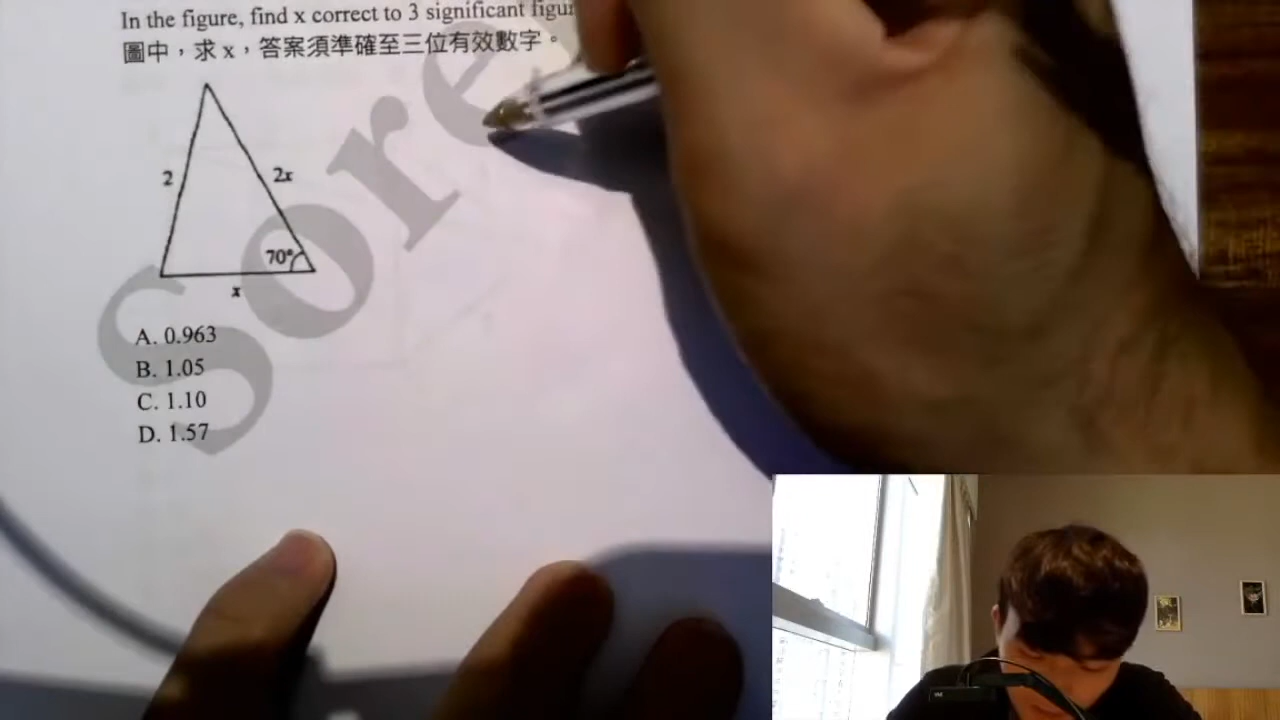 In the figure, find x correct to 3 significant
圖中，求 x，答案須準確至三位有效數字。
2
2x
70°
x
A. 0.963
B. 1.05
C. 1.10
D. 1.57
Sore